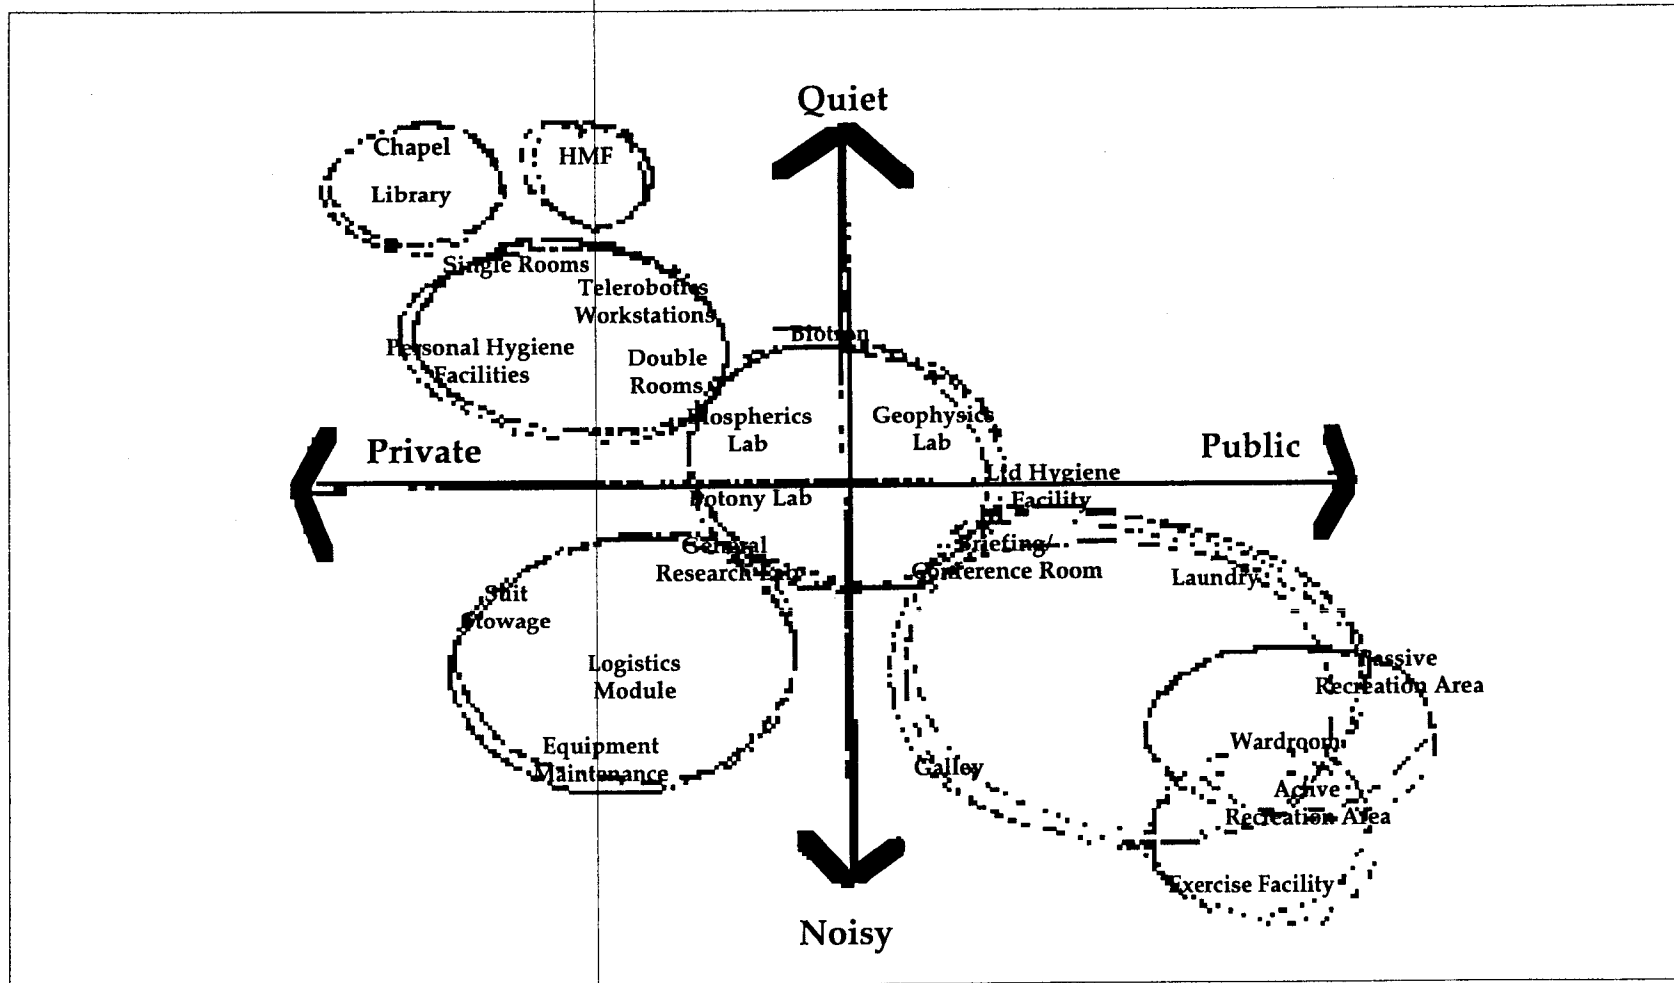 Quiet
Chapel
HMF
Library
Single Rooms
Telerobotics
Workstations
Biotron
Personal Hygiene
Facilities
Double
Rooms
Biospherics
Lab
Geophysics
Lab
Private
Public
Botony Lab
Hygiene
Facility
General
Research Lab
Briefing/
Conference Room
Laundry
Suit
Stowage
Logistics
Module
Passive
Recreation Area
Equipment
Maintenance
Galley
Wardroom
Active
Recreation Area
Exercise Facility
Noisy